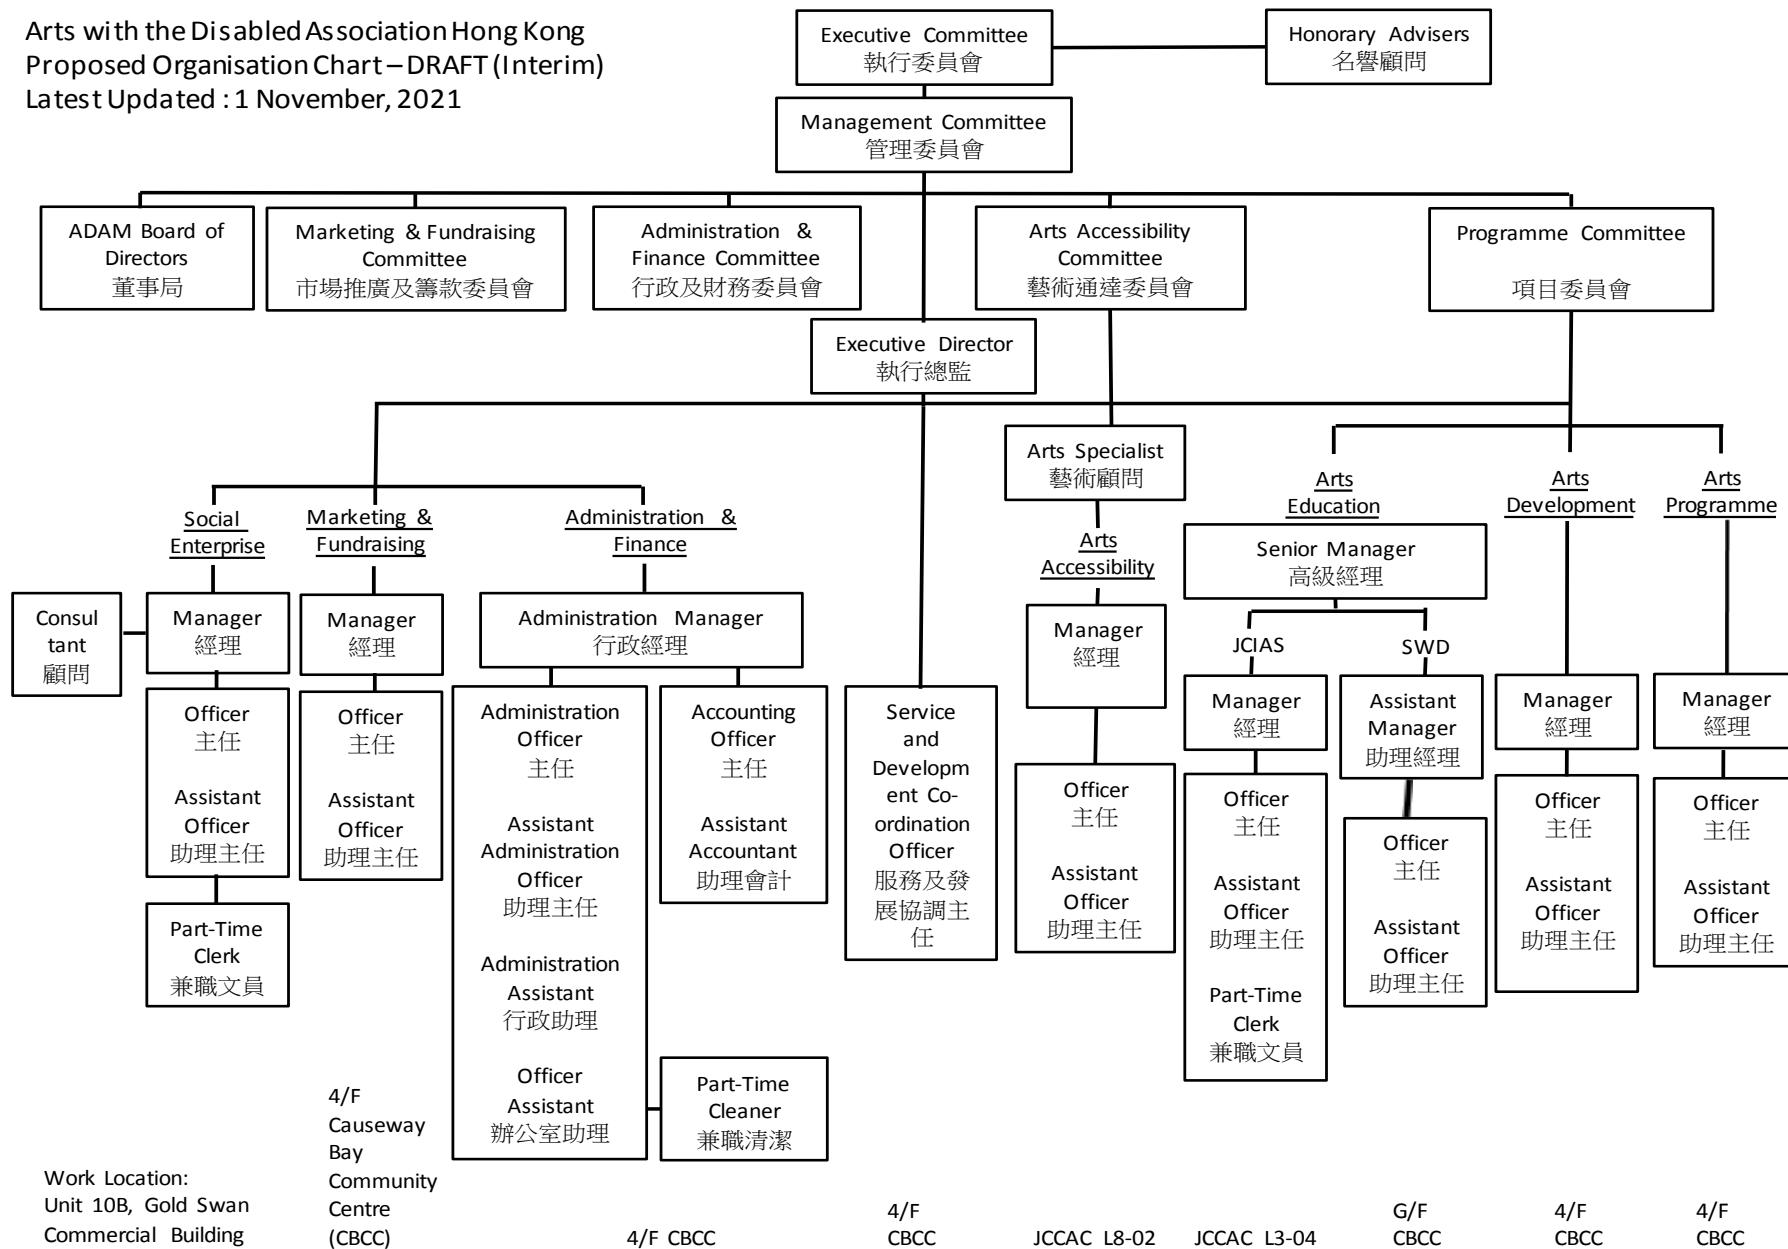 Arts with the Disabled Association Hong Kong
Proposed Organisation Chart – DRAFT (Interim)
Latest Updated : 1 November, 2021
Executive Committee
執行委員會
Honorary Advisers
名譽顧問
Management Committee
管理委員會
ADAM Board of
Directors
董事局
Marketing & Fundraising
Committee
市場推廣及籌款委員會
Administration &
Finance Committee
行政及財務委員會
Arts Accessibility
Committee
藝術通達委員會
Programme Committee
項目委員會
Executive Director
執行總監
Arts Specialist
藝術顧問
Social
Enterprise
Marketing &
Fundraising
Administration &
Finance
Arts
Accessibility
Arts
Education
Arts
Development
Arts
Programme
Senior Manager
高級經理
JCIAS
SWD
Consul
tant
顧問
Manager
經理
Officer
主任
Assistant
Officer
助理主任
Part-Time
Clerk
兼職文員
Manager
經理
Officer
主任
Assistant
Officer
助理主任
Administration Manager
行政經理
Administration
Officer
主任
Assistant
Administration
Officer
助理主任
Administration
Assistant
行政助理
Officer
Assistant
辦公室助理
Accounting
Officer
主任
Assistant
Accountant
助理會計
Part-Time
Cleaner
兼職清潔
Service
and
Developm
ent Co-
ordination
Officer
服務及發
展協調主
任
Manager
經理
Officer
主任
Assistant
Officer
助理主任
Manager
經理
Officer
主任
Assistant
Officer
助理主任
Part-Time
Clerk
兼職文員
Assistant
Manager
助理經理
Officer
主任
Assistant
Officer
助理主任
Manager
經理
Officer
主任
Assistant
Officer
助理主任
Manager
經理
Officer
主任
Assistant
Officer
助理主任
Work Location:
Unit 10B, Gold Swan
Commercial Building
4/F
Causeway
Bay
Community
Centre
(CBCC)
4/F CBCC
4/F
CBCC
JCCAC L8-02
JCCAC L3-04
G/F
CBCC
4/F
CBCC
4/F
CBCC